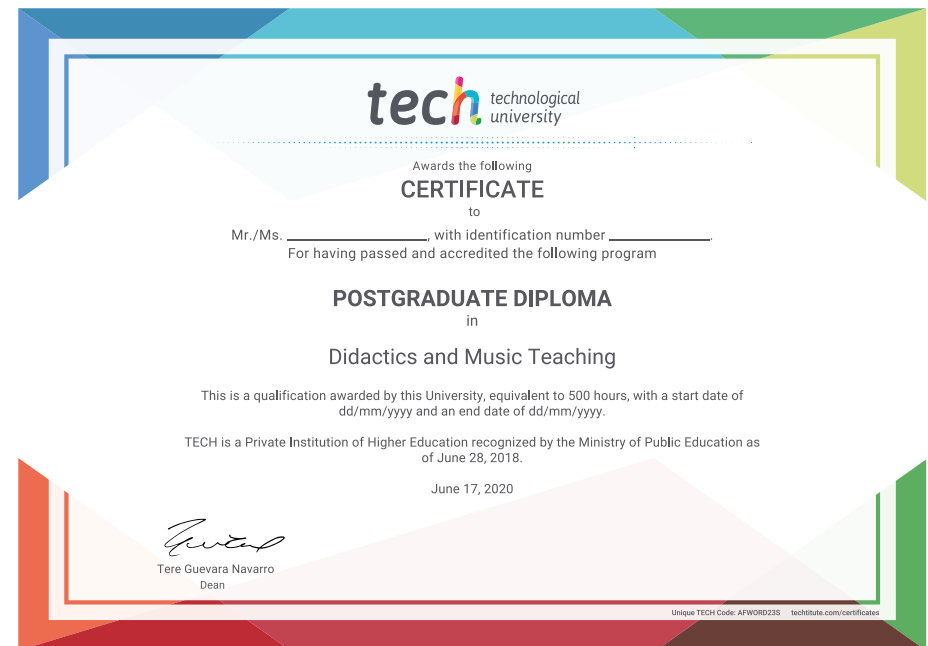 tech technological
university
Awards the following
CERTIFICATE
to
Mr./Ms. ____________________, with identification number ______________.
For having passed and accredited the following program
POSTGRADUATE DIPLOMA
in
Didactics and Music Teaching
This is a qualification awarded by this University, equivalent to 500 hours, with a start date of
dd/mm/yyyy and an end date of dd/mm/yyyy.
TECH is a Private Institution of Higher Education recognized by the Ministry of Public Education as
of June 28, 2018.
June 17, 2020
Tere Guevara Navarro
Dean
Unique TECH Code: AFWORD23S techtitute.com/certificates